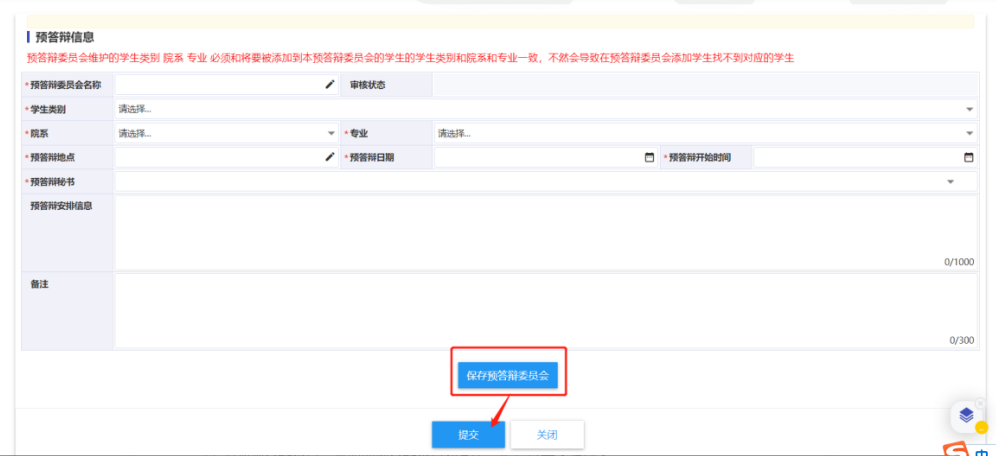 预答辩信息
预答辩委员会维护的学生类别 院系 专业 必须和将要被添加到本预答辩委员会的学生的学生类别和院系和专业一致，不然会导致在预答辩委员会添加学生找不到对应的学生
*预答辩委员会名称 审核状态
*学生类别 请选择...
*院系 请选择... *专业 请选择...
*预答辩地点 *预答辩日期 *预答辩开始时间
*预答辩秘书
预答辩安排信息
0/1000
备注
0/300
保存预答辩委员会
提交 关闭
中